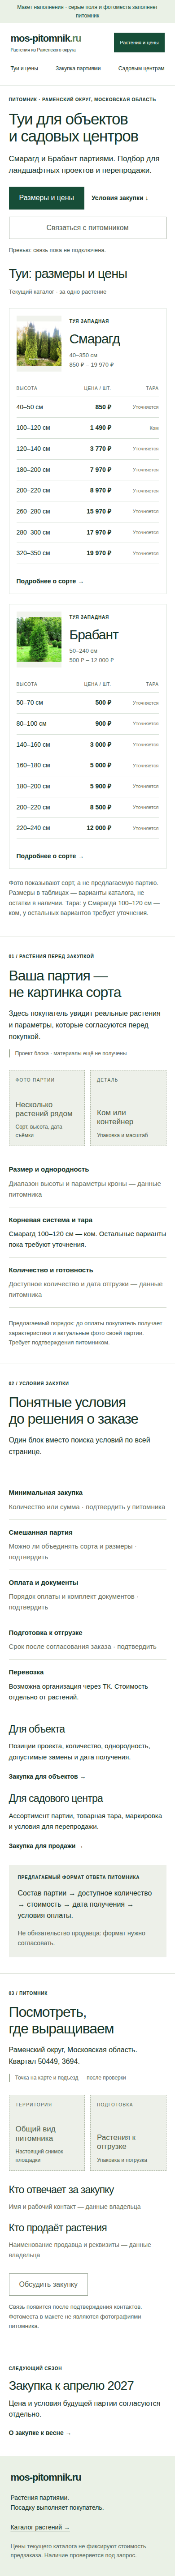 Макет наполнения · серые поля и фотоместа заполняет
питомник
mos-pitomnik.ru
Растения из Раменского округа
Растения и цены
Туи и цены
Закупка партиями
Садовым центрам
ПИТОМНИК · РАМЕНСКИЙ ОКРУГ, МОСКОВСКАЯ ОБЛАСТЬ
Туи для объектов
и садовых центров
Смарагд и Брабант партиями. Подбор для
ландшафтных проектов и перепродажи.
Размеры и цены
Условия закупки ↓
Связаться с питомником
Превью: связь пока не подключена.
Туи: размеры и цены
Текущий каталог · за одно растение
ТУЯ ЗАПАДНАЯ
Смарагд
40–350 см
850 ₽ – 19 970 ₽
ВЫСОТА ЦЕНА / ШТ. ТАРА
40–50 см 850 ₽ Уточняется
100–120 см 1 490 ₽ Ком
120–140 см 3 770 ₽ Уточняется
180–200 см 7 970 ₽ Уточняется
200–220 см 8 970 ₽ Уточняется
260–280 см 15 970 ₽ Уточняется
280–300 см 17 970 ₽ Уточняется
320–350 см 19 970 ₽ Уточняется
Подробнее о сорте →
ТУЯ ЗАПАДНАЯ
Брабант
50–240 см
500 ₽ – 12 000 ₽
ВЫСОТА ЦЕНА / ШТ. ТАРА
50–70 см 500 ₽ Уточняется
80–100 см 900 ₽ Уточняется
140–160 см 3 000 ₽ Уточняется
160–180 см 5 000 ₽ Уточняется
180–200 см 5 900 ₽ Уточняется
200–220 см 8 500 ₽ Уточняется
220–240 см 12 000 ₽ Уточняется
Подробнее о сорте →
Фото показывают сорт, а не предлагаемую партию.
Размеры в таблицах — варианты каталога, не
остатки в наличии. Тара: у Смарагда 100–120 см —
ком, у остальных вариантов требует уточнения.
01 / РАСТЕНИЯ ПЕРЕД ЗАКУПКОЙ
Ваша партия —
не картинка сорта
Здесь покупатель увидит реальные растения
и параметры, которые согласуются перед
покупкой.
Проект блока · материалы ещё не получены
ФОТО ПАРТИИ
Несколько
растений рядом
Сорт, высота, дата
съёмки
ДЕТАЛЬ
Ком или
контейнер
Упаковка и масштаб
Размер и однородность
Диапазон высоты и параметры кроны — данные
питомника
Корневая система и тара
Смарагд 100–120 см — ком. Остальные варианты
пока требуют уточнения.
Количество и готовность
Доступное количество и дата отгрузки — данные
питомника
Предлагаемый порядок: до оплаты покупатель получает
характеристики и актуальные фото своей партии.
Требует подтверждения питомником.
02 / УСЛОВИЯ ЗАКУПКИ
Понятные условия
до решения о заказе
Один блок вместо поиска условий по всей
странице.
Минимальная закупка
Количество или сумма · подтвердить у питомника
Смешанная партия
Можно ли объединять сорта и размеры ·
подтвердить
Оплата и документы
Порядок оплаты и комплект документов ·
подтвердить
Подготовка к отгрузке
Срок после согласования заказа · подтвердить
Перевозка
Возможна организация через ТК. Стоимость
отдельно от растений.
Для объекта
Позиции проекта, количество, однородность,
допустимые замены и дата получения.
Закупка для объектов →
Для садового центра
Ассортимент партии, товарная тара, маркировка
и условия для перепродажи.
Закупка для продажи →
ПРЕДЛАГАЕМЫЙ ФОРМАТ ОТВЕТА ПИТОМНИКА
Состав партии → доступное количество
→ стоимость → дата получения →
условия оплаты.
Не обязательство продавца: формат нужно
согласовать.
03 / ПИТОМНИК
Посмотреть,
где выращиваем
Раменский округ, Московская область.
Квартал 50449, 3694.
Точка на карте и подъезд — после проверки
ТЕРРИТОРИЯ
Общий вид
питомника
Настоящий снимок
площадки
ПОДГОТОВКА
Растения к
отгрузке
Упаковка и погрузка
Кто отвечает за закупку
Имя и рабочий контакт — данные владельца
Кто продаёт растения
Наименование продавца и реквизиты — данные
владельца
Обсудить закупку
Связь появится после подтверждения контактов.
Фотоместа в макете не являются фотографиями
питомника.
СЛЕДУЮЩИЙ СЕЗОН
Закупка к апрелю 2027
Цена и условия будущей партии согласуются
отдельно.
О закупке к весне →
mos-pitomnik.ru
Растения партиями.
Посадку выполняет покупатель.
Каталог растений →
Цены текущего каталога не фиксируют стоимость
предзаказа. Наличие проверяется под запрос.